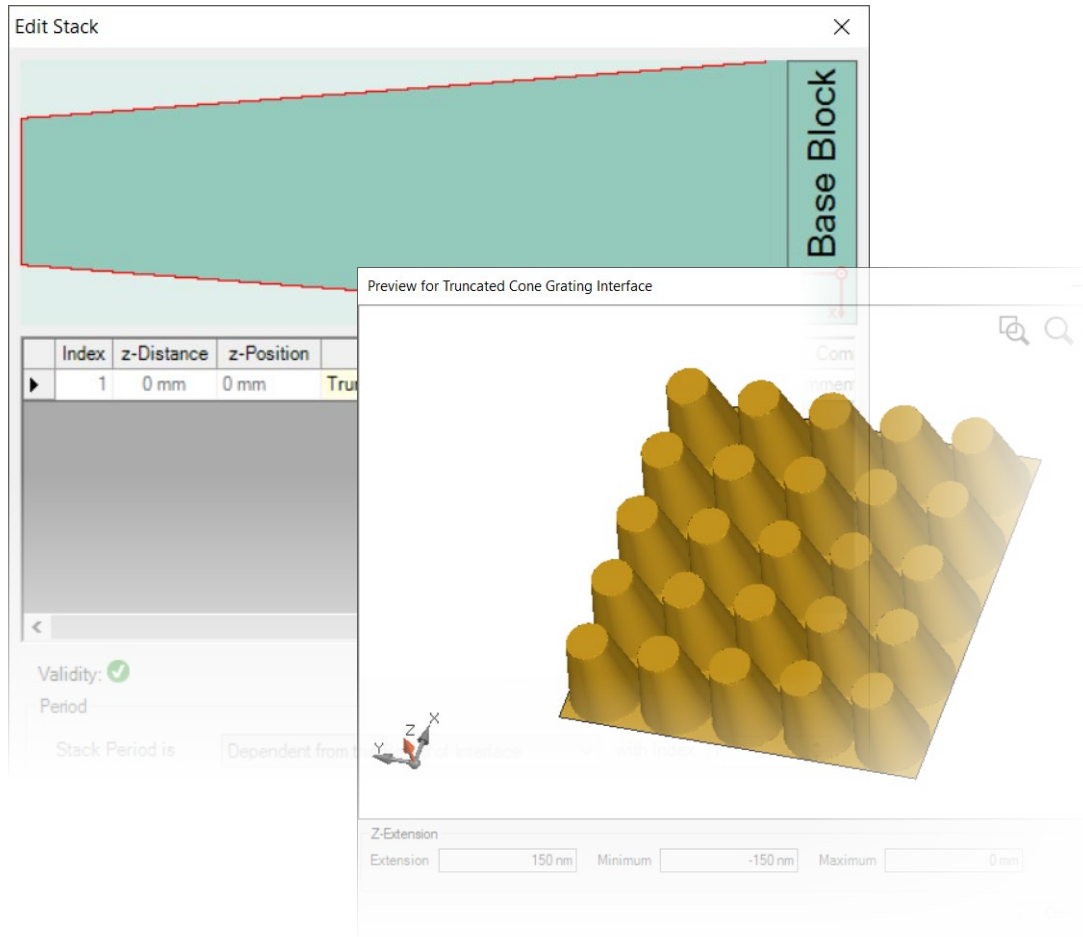 Edit Stack
Base Block
x
Index z-Distance z-Position
1 0 mm 0 mm
Validity:
Period
Stack Period is Dependent from
Preview for Truncated Cone Grating Interface
X
Z
Y
Z-Extension
Extension 150 nm Minimum -150 nm Maximum 0 mm